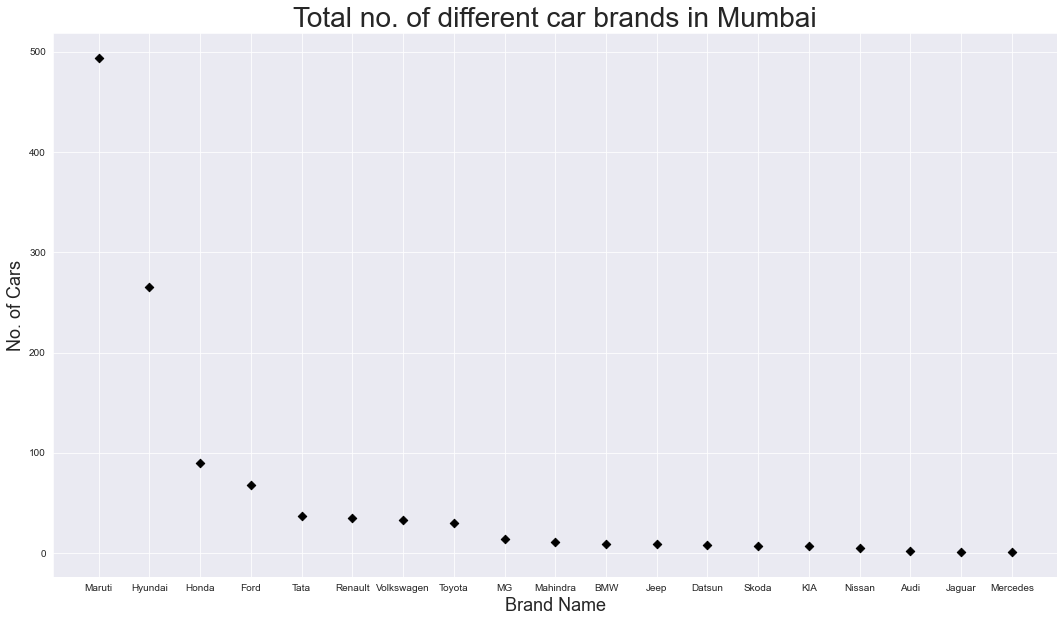 Total no. of different car brands in Mumbai
500
400
300
200
100
0
No. of Cars
Maruti Hyundai Honda Ford Tata Renault Volkswagen Toyota MG Mahindra BMW Jeep Datsun Skoda KIA Nissan Audi Jaguar Mercedes
Brand Name